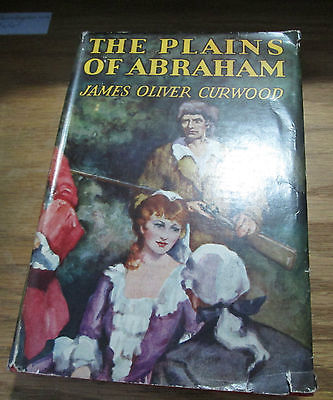 THE PLAINS
OF ABRAHAM
JAMES OLIVER CURWOOD